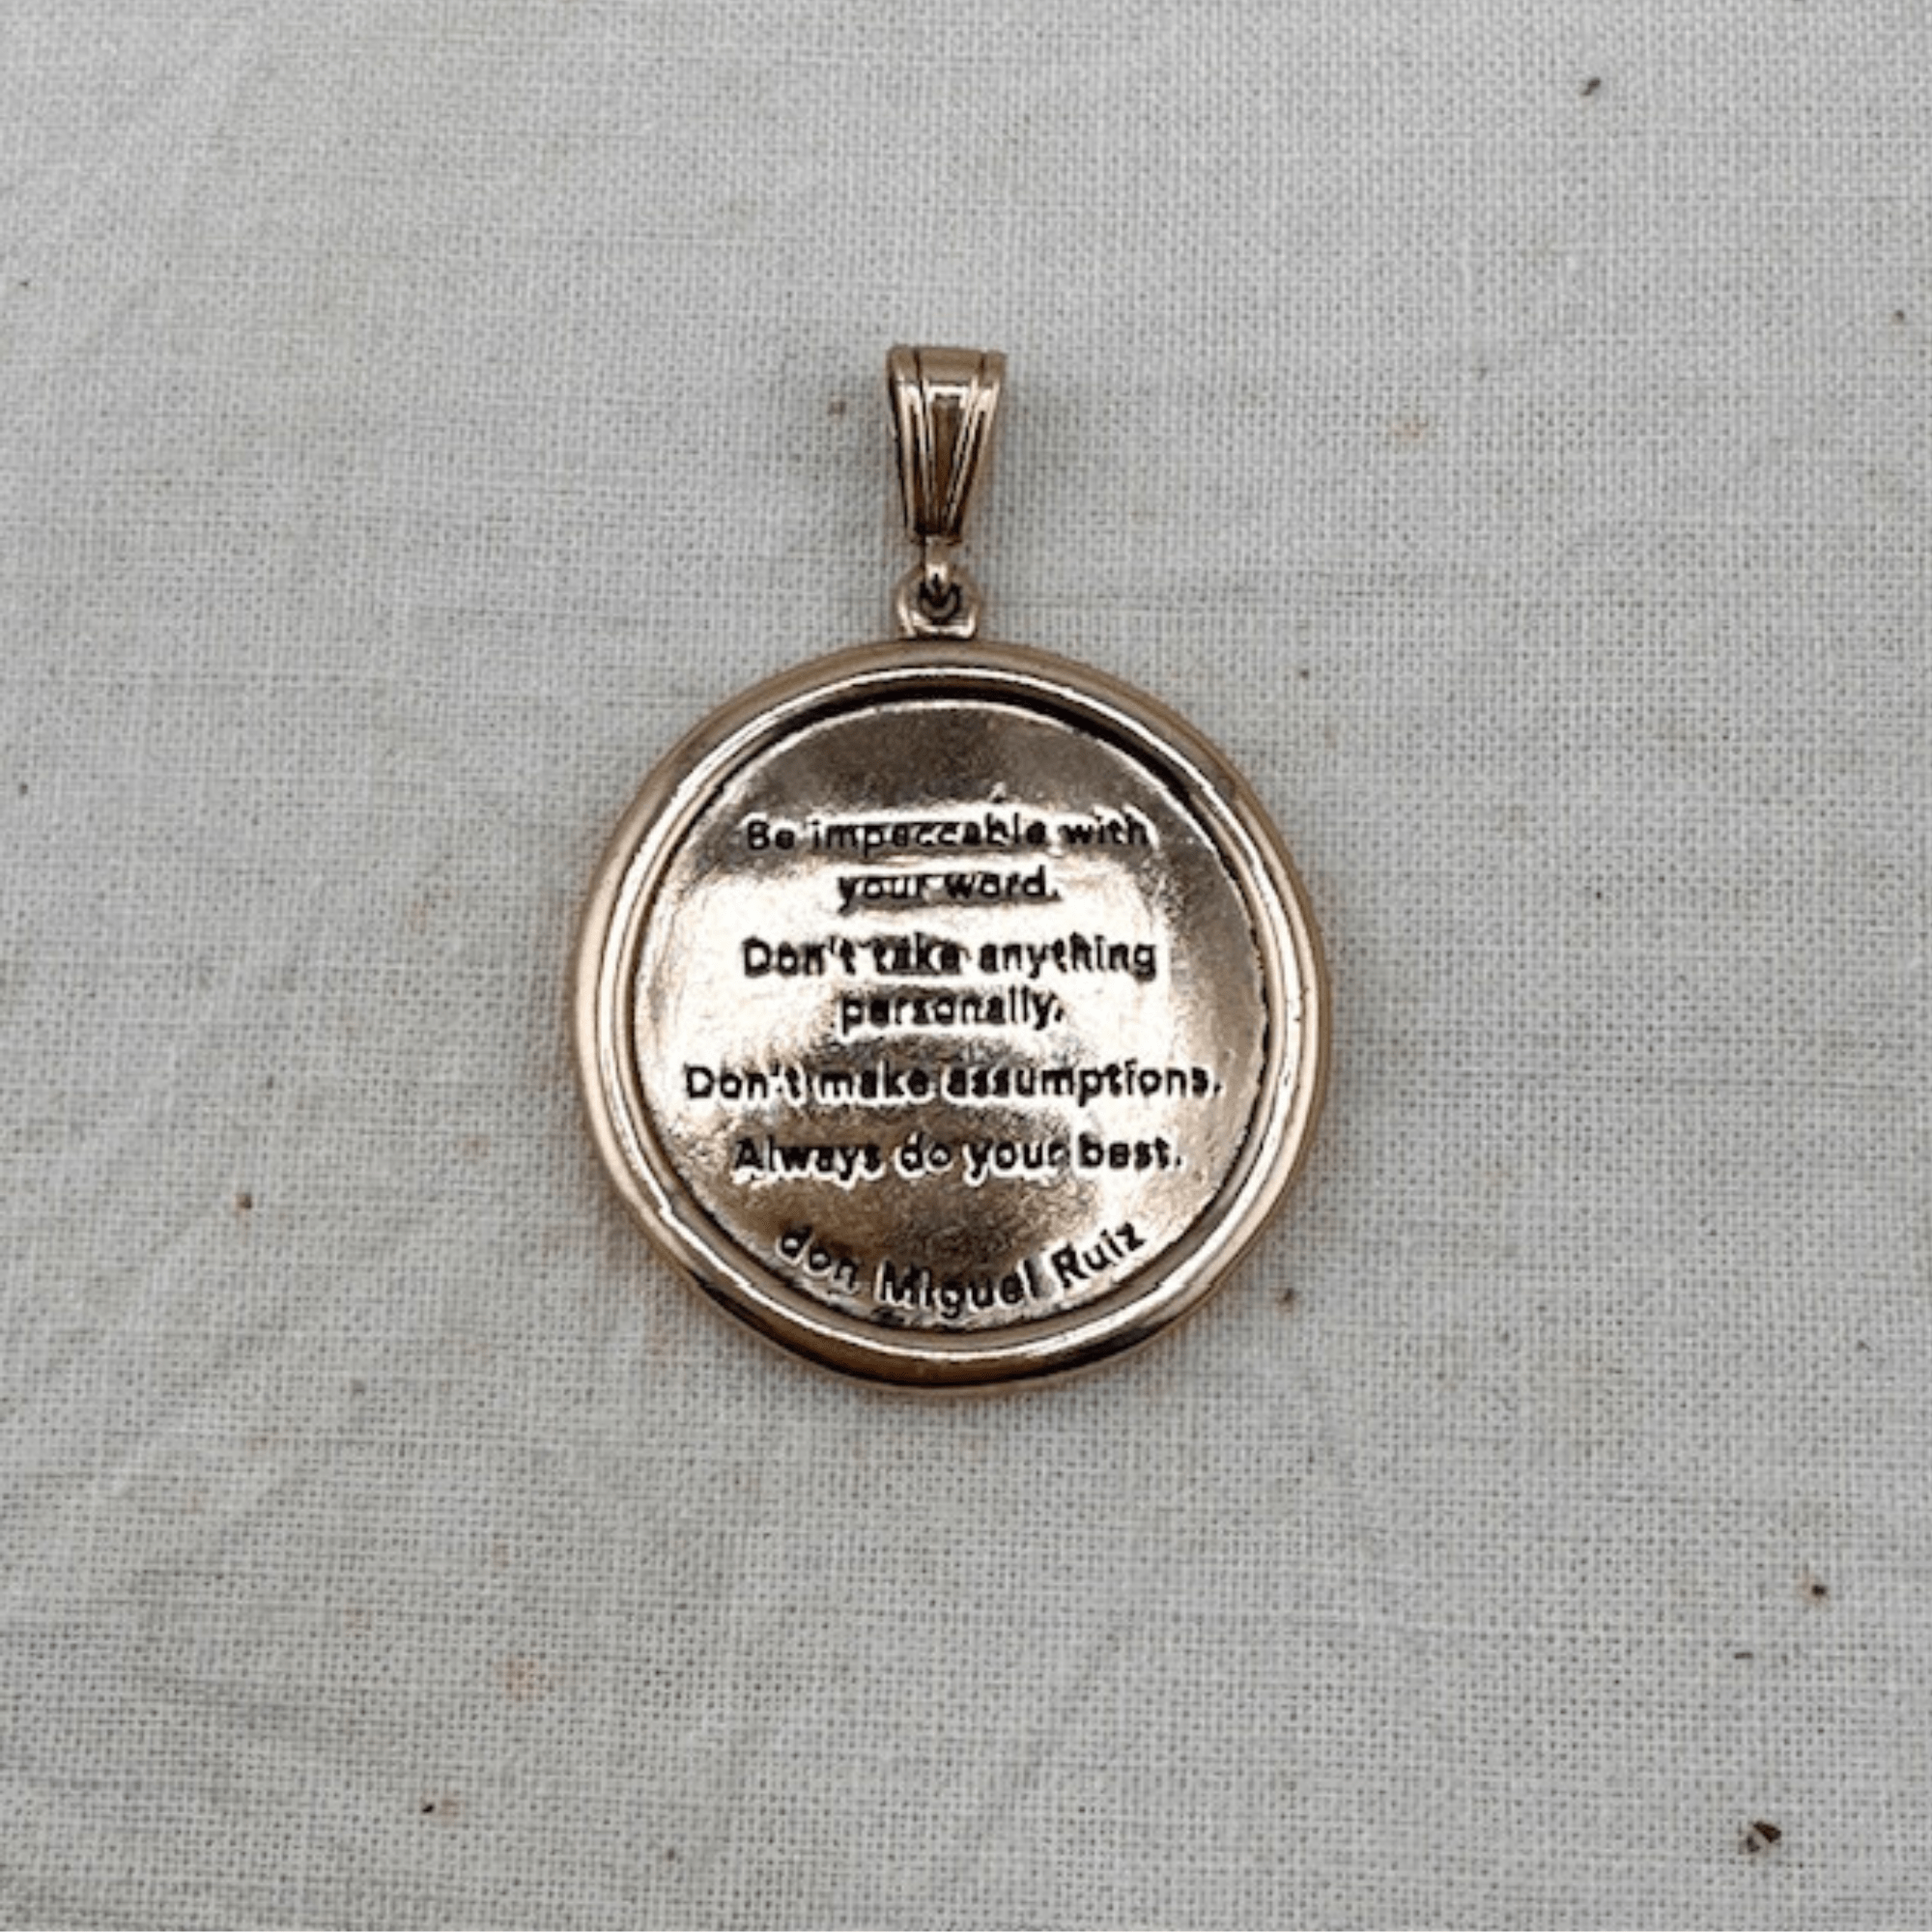 Be impeccable with
your word.
Don't take anything
personally.
Don't make assumptions.
Always do your best.
don Miguel Ruiz